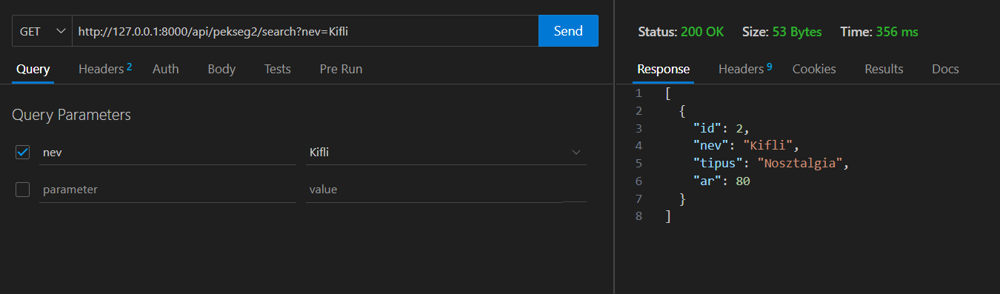 GET http://127.0.0.1:8000/api/pekseg2/search?nev=Kifli Send
Query Headers 2 Auth Body Tests Pre Run
Query Parameters
nev Kifli
parameter value
Status: 200 OK Size: 53 Bytes Time: 356 ms
Response Headers 9 Cookies Results Docs
1 [
2 {
3 "id": 2,
4 "nev": "Kifli",
5 "tipus": "Nosztalgia",
6 "ar": 80
7 }
8 ]